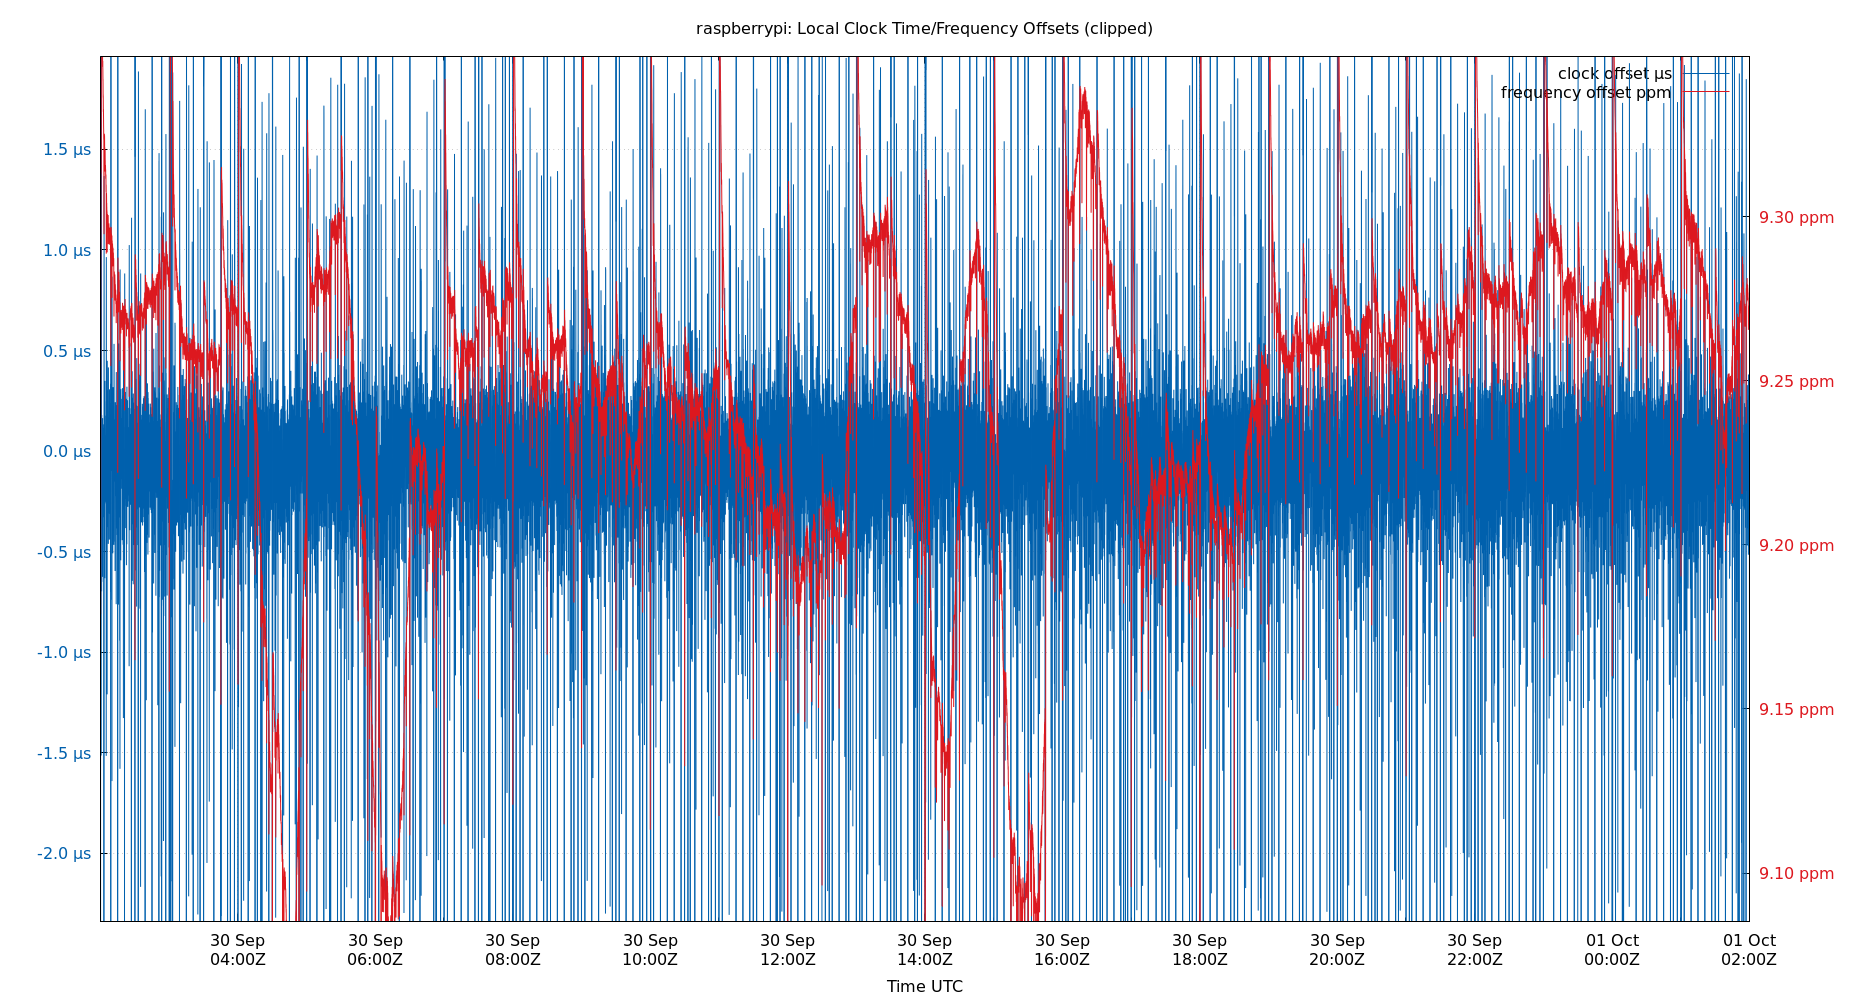 raspberrypi: Local Clock Time/Frequency Offsets (clipped)
clock offset µs
frequency offset ppm
1.5 µs
1.0 µs
0.5 µs
0.0 µs
-0.5 µs
-1.0 µs
-1.5 µs
-2.0 µs
9.30 ppm
9.25 ppm
9.20 ppm
9.15 ppm
9.10 ppm
30 Sep 30 Sep 30 Sep 30 Sep 30 Sep 30 Sep 30 Sep 30 Sep 30 Sep 30 Sep 01 Oct 01 Oct
04:00Z 06:00Z 08:00Z 10:00Z 12:00Z 14:00Z 16:00Z 18:00Z 20:00Z 22:00Z 00:00Z 02:00Z
Time UTC